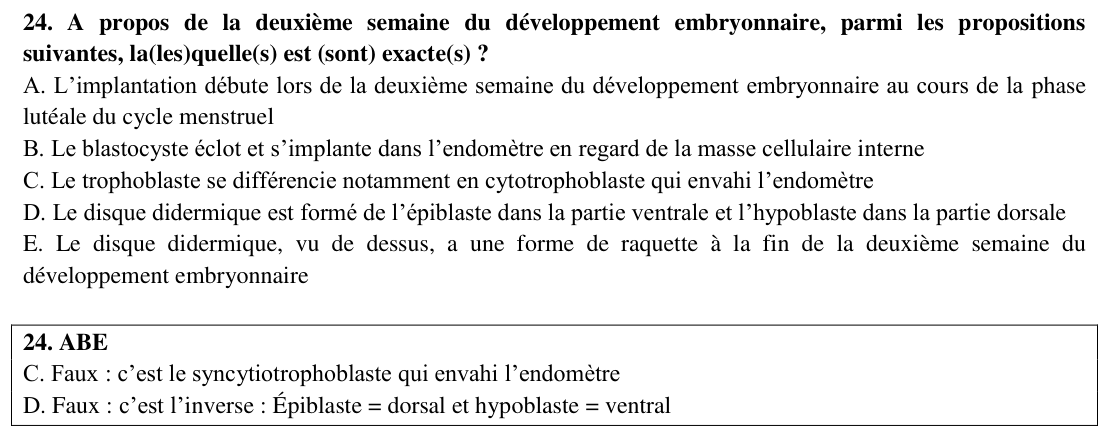 24. A propos de la deuxième semaine du développement embryonnaire, parmi les propositions
suivantes, la(les)quelle(s) est (sont) exacte(s) ?
A. L’implantation débute lors de la deuxième semaine du développement embryonnaire au cours de la phase
lutéale du cycle menstruel
B. Le blastocyste éclot et s’implante dans l’endomètre en regard de la masse cellulaire interne
C. Le trophoblaste se différencie notamment en cytotrophoblaste qui envahi l’endomètre
D. Le disque didermique est formé de l’épiblaste dans la partie ventrale et l’hypoblaste dans la partie dorsale
E. Le disque didermique, vu de dessus, a une forme de raquette à la fin de la deuxième semaine du
développement embryonnaire
24. ABE
C. Faux : c’est le syncytiotrophoblaste qui envahi l’endomètre
D. Faux : c’est l’inverse : Épiblaste = dorsal et hypoblaste = ventral